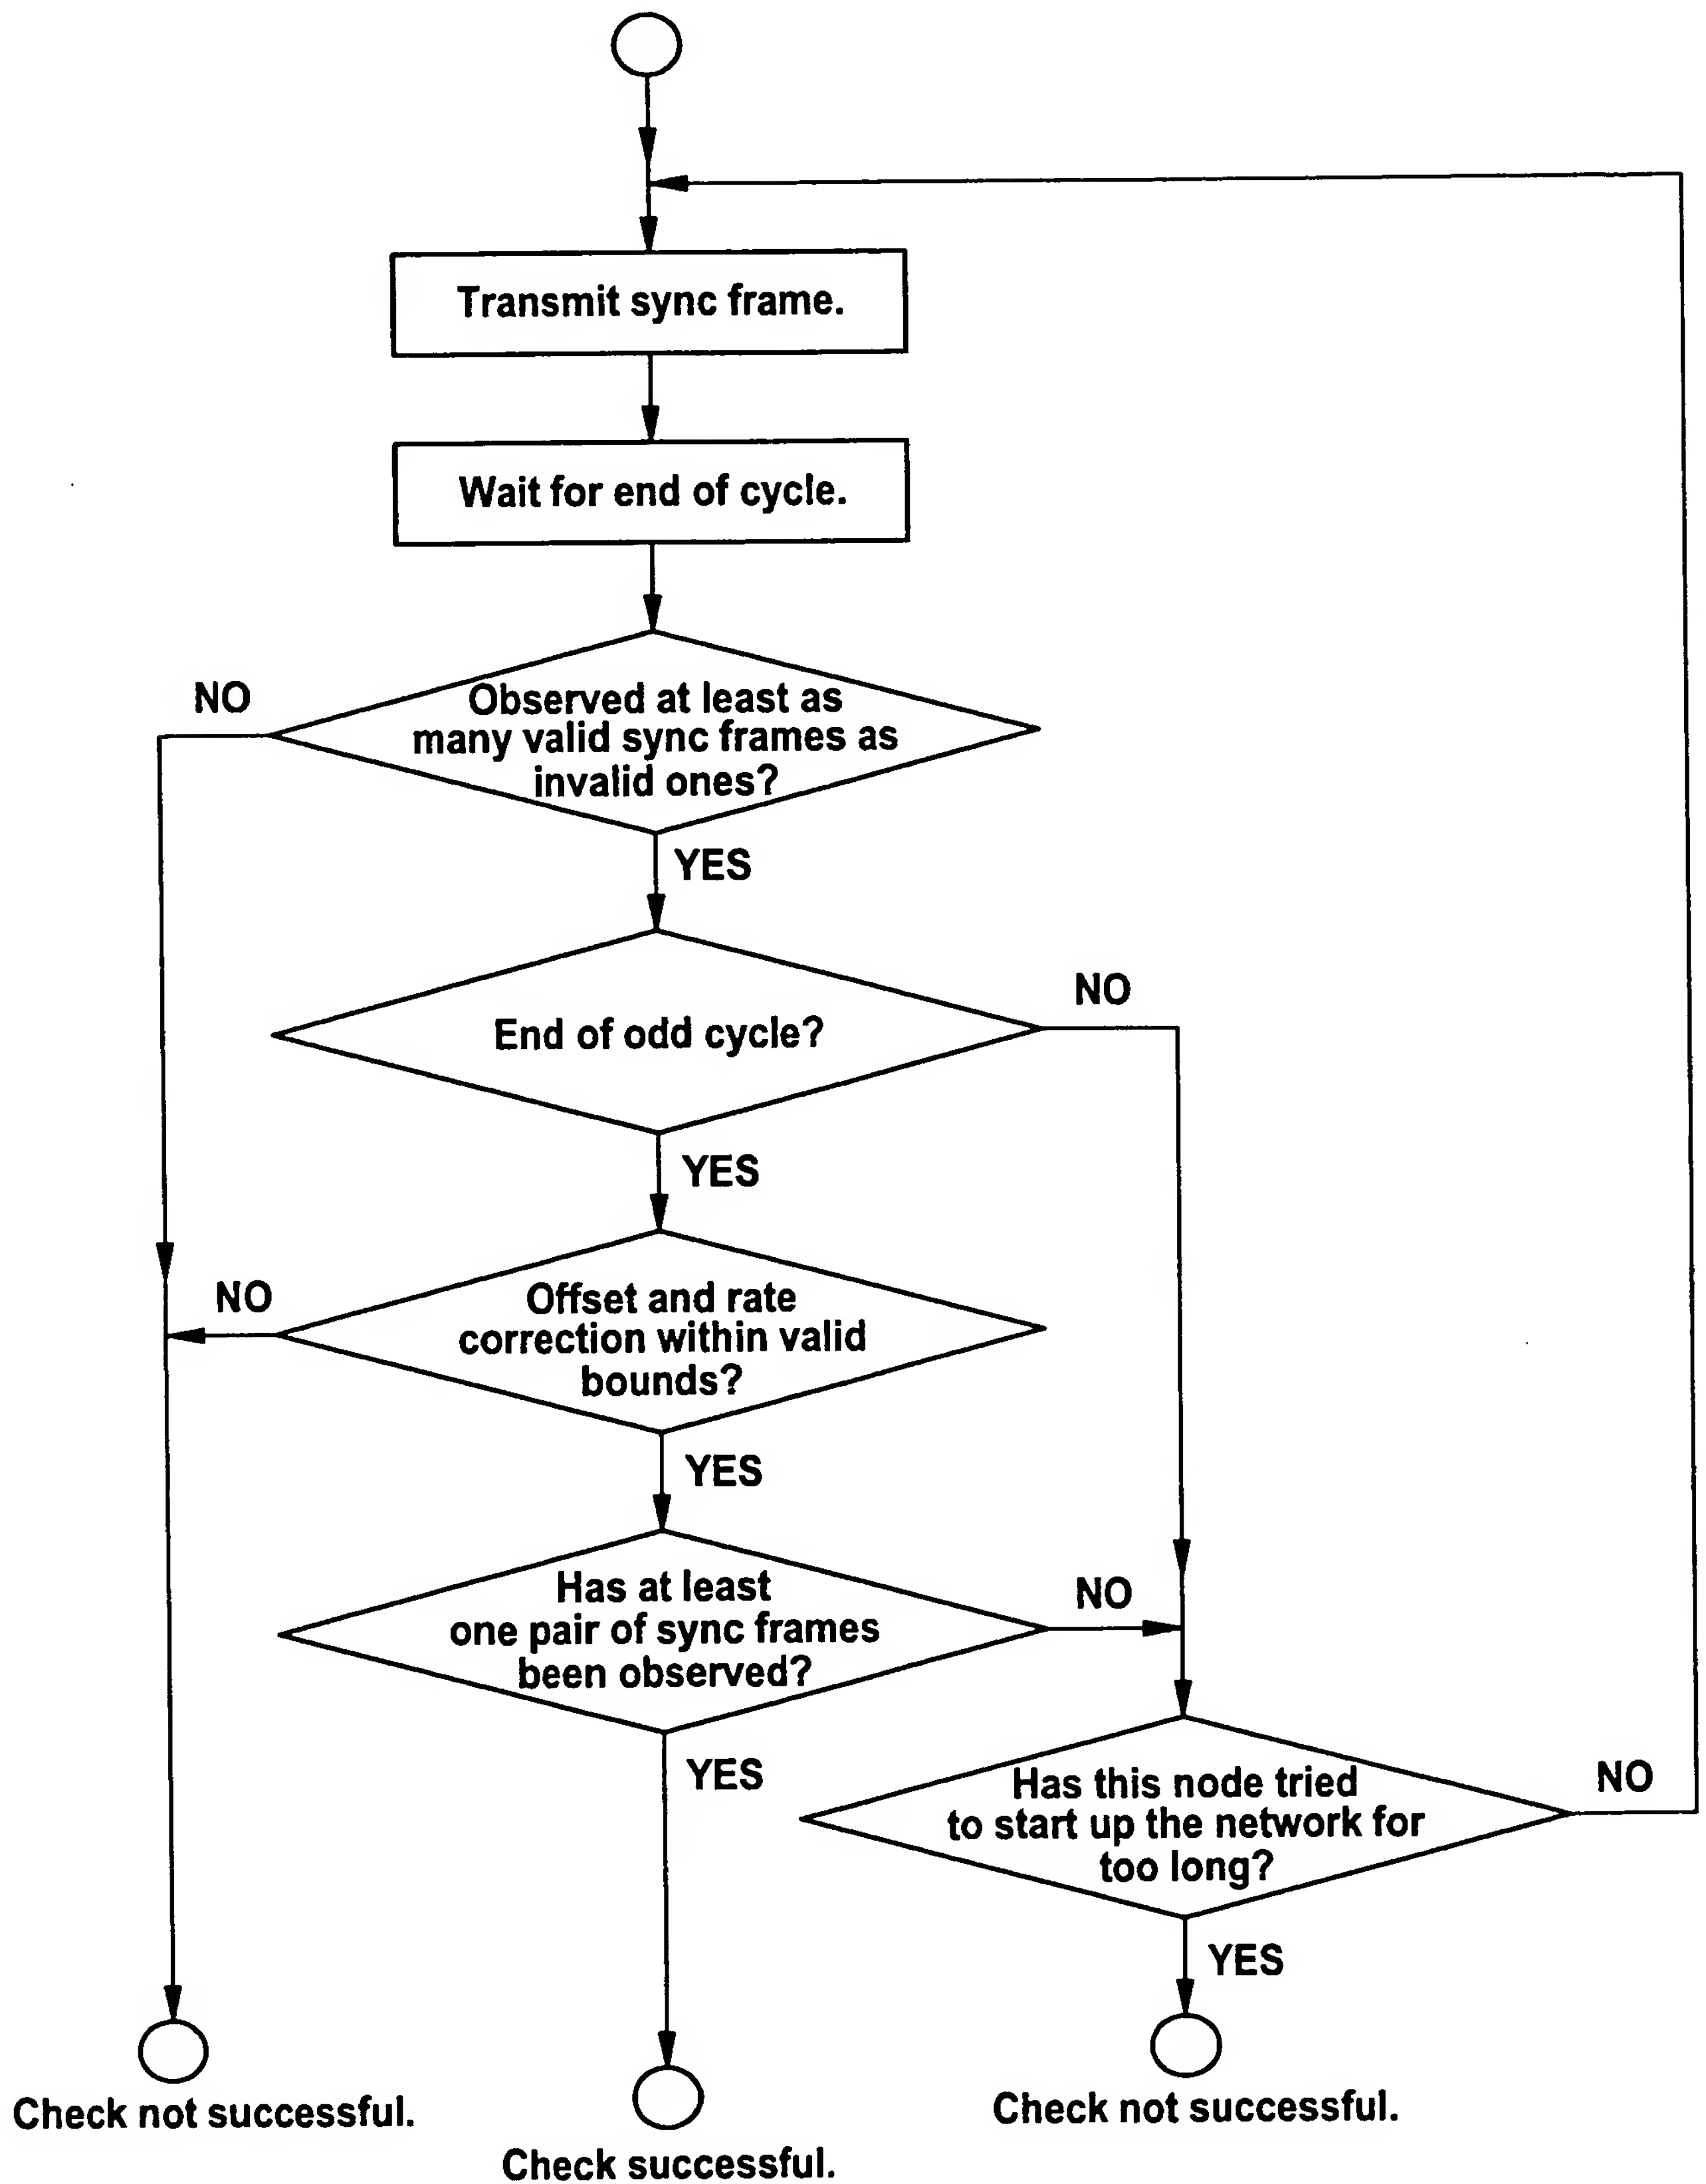 Transmit sync frame.
Wait for end of cycle.
NO
Observed at least as
many valid sync frames as
invalid ones?
YES
NO
End of odd cycle?
YES
NO
Offset and rate
correction within valid
bounds?
YES
Has at least
one pair of sync frames
been observed?
NO
YES
Has this node tried
to start up the network for
too long?
NO
YES
Check not successful.
Check successful.
Check not successful.